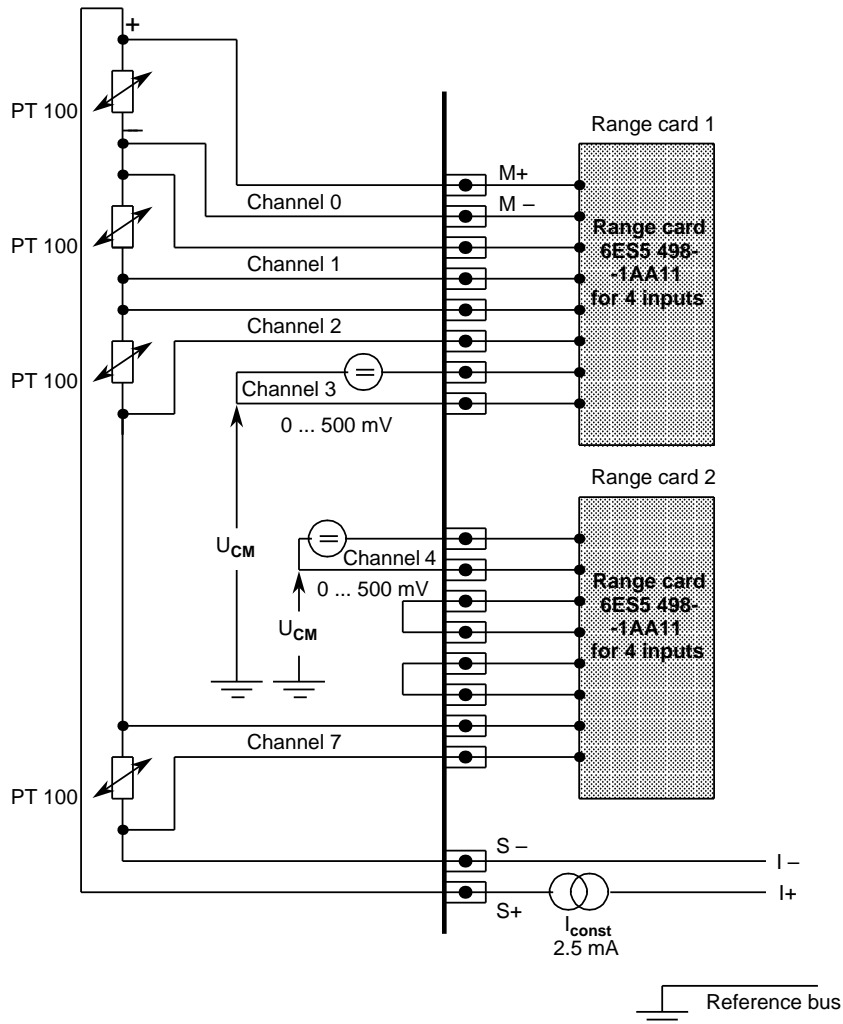 +
PT 100
–
Range card 1
M+
Channel 0
M –
PT 100
Range card
6ES5 498-
-1AA11
for 4 inputs
Channel 1
Channel 2
PT 100
=
Channel 3
0 ... 500 mV
Range card 2
UCM
=
Channel 4
0 ... 500 mV
Range card
6ES5 498-
-1AA11
for 4 inputs
UCM
Channel 7
PT 100
S –
I –
S+
I+
Iconst
2.5 mA
Reference bus